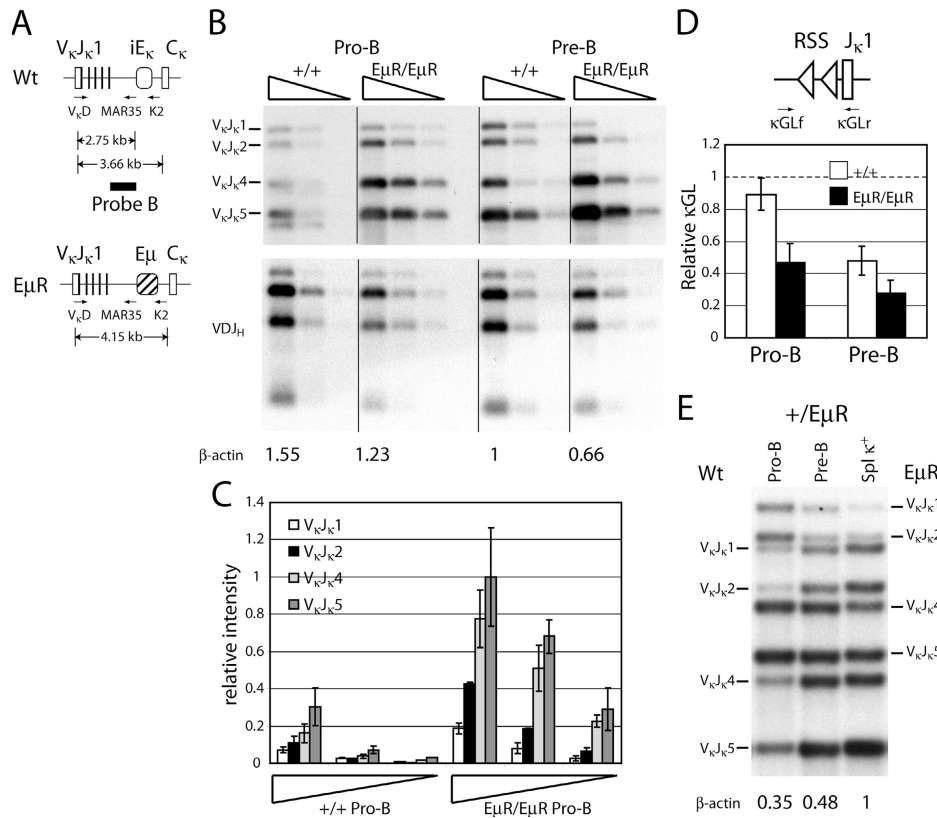 A
VκJκ1 iEκ Cκ
Wt
VκD MAR35 K2
2.75 kb
3.66 kb
Probe B
VκJκ1 Eμ Cκ
EμR
VκD MAR35 K2
4.15 kb
B
Pro-B Pre-B
+/+ EμR/EμR +/+ EμR/EμR
VκJκ1
VκJκ2
VκJκ4
VκJκ5
VDJH
β-actin 1.55 1.23 1 0.66
C
1.4
1.2
1
0.8
0.6
0.4
0.2
0
relative intensity
VκJκ1
VκJκ2
VκJκ4
VκJκ5
+/+ Pro-B EμR/EμR Pro-B
D
RSS Jκ1
κGLf κGLr
1.2
1
0.8
0.6
0.4
0.2
0
Relative κGL
+/+
EμR/EμR
Pro-B Pre-B
E
+/EμR
Wt Pro-B Pre-B Spl κ+ EμR
VκJκ1
VκJκ2
VκJκ1
VκJκ2
VκJκ4
VκJκ5
VκJκ4
VκJκ5
β-actin 0.35 0.48 1